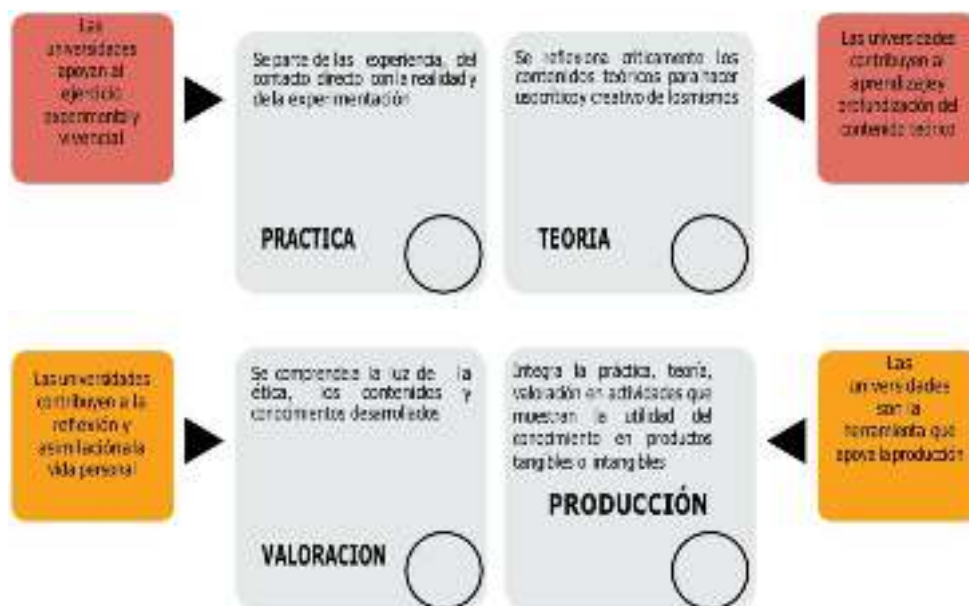 Las
universidades
apoyan al
ejercicio
experimental y
vivencial
Se parte de las experiencia, del
contacto directo con la realidad y
de la experimentación
PRACTICA
Se reflexiona críticamente los
contenidos teóricos para hacer
uso crítico y creativo de los mismos
TEORIA
Las universidades
contribuyen al
aprendizaje y
profundización del
contenido teórico
Las universidades
contribuyen a la
reflexión y
asimilación a la
vida personal
Se comprende a la luz de la
ética, los contenidos y
conocimientos desarrollados
VALORACION
Integra la práctica, teoría,
valoración en actividades que
muestran la utilidad del
conocimiento en productos
tangibles o intangibles
PRODUCCIÓN
Las
universidades
son la
herramienta que
apoya la producción